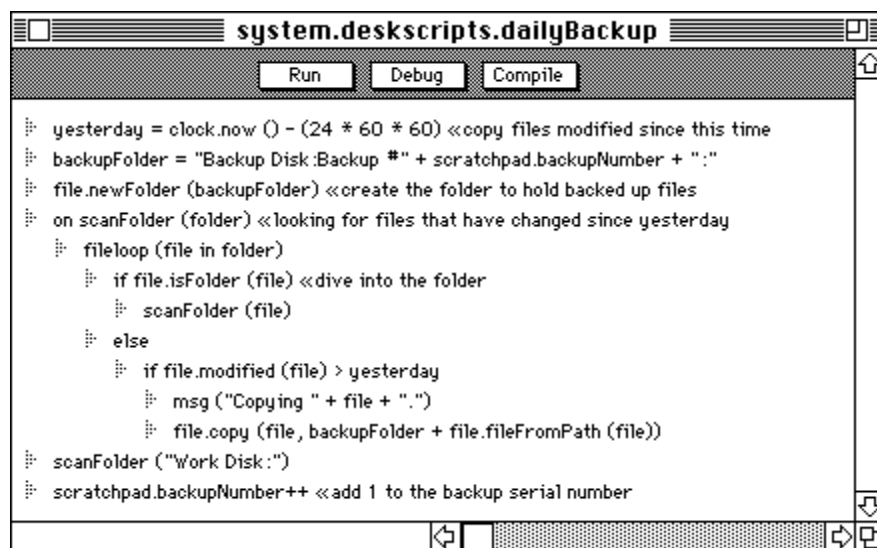 system.deskscripts.dailyBackup
Run Debug Compile
yesterday = clock.now () - (24 * 60 * 60) «copy files modified since this time
backupFolder = "Backup Disk:Backup #" + scratchpad.backupNumber + ":"
file.newFolder (backupFolder) «create the folder to hold backed up files
on scanFolder (folder) «looking for files that have changed since yesterday
fileloop (file in folder)
if file.isFolder (file) «dive into the folder
scanFolder (file)
else
if file.modified (file) > yesterday
msg ("Copying " + file + ".")
file.copy (file, backupFolder + file.fileFromPath (file))
scanFolder ("Work Disk:")
scratchpad.backupNumber++ «add 1 to the backup serial number